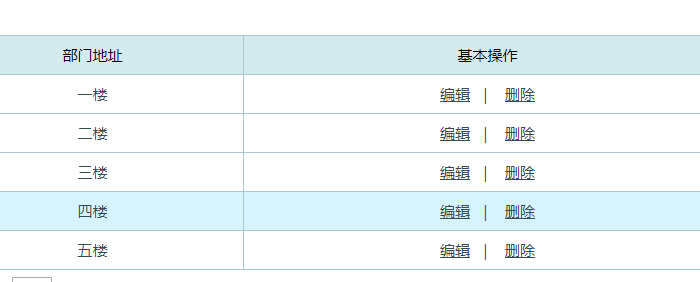 部门地址 基本操作
一楼 编辑 | 删除
二楼 编辑 | 删除
三楼 编辑 | 删除
四楼 编辑 | 删除
五楼 编辑 | 删除